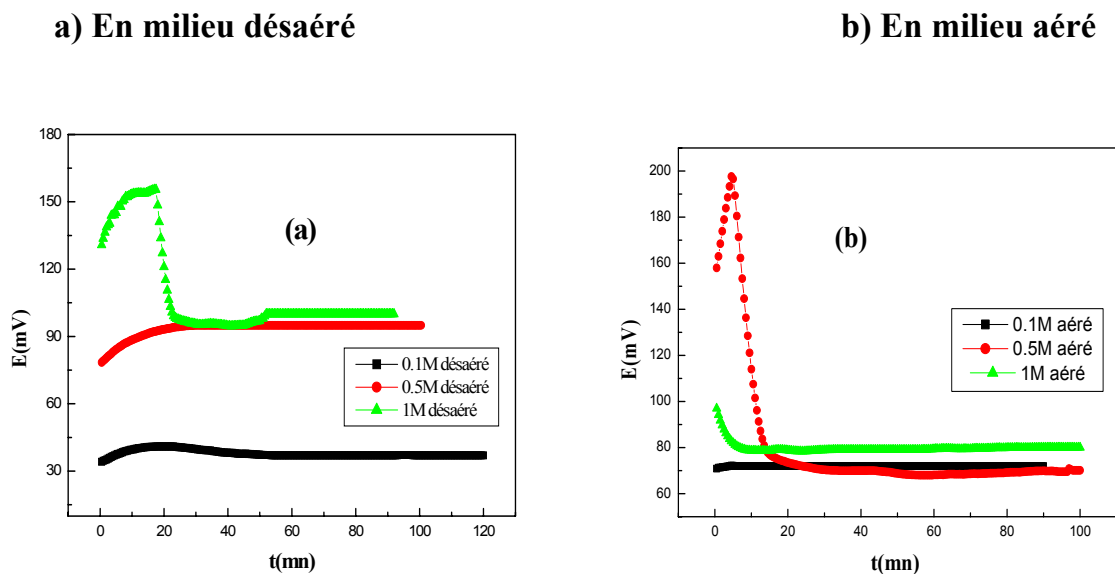 a) En milieu désaéré
b) En milieu aéré
180
150
120
90
60
30
E(mV)
(a)
0.1M désaéré
0.5M désaéré
1M désaéré
0
20
40
60
80
100
120
t(mn)
200
180
160
140
120
100
80
60
E(mV)
(b)
0.1M aéré
0.5M aéré
1M aéré
0
20
40
60
80
100
t(mn)